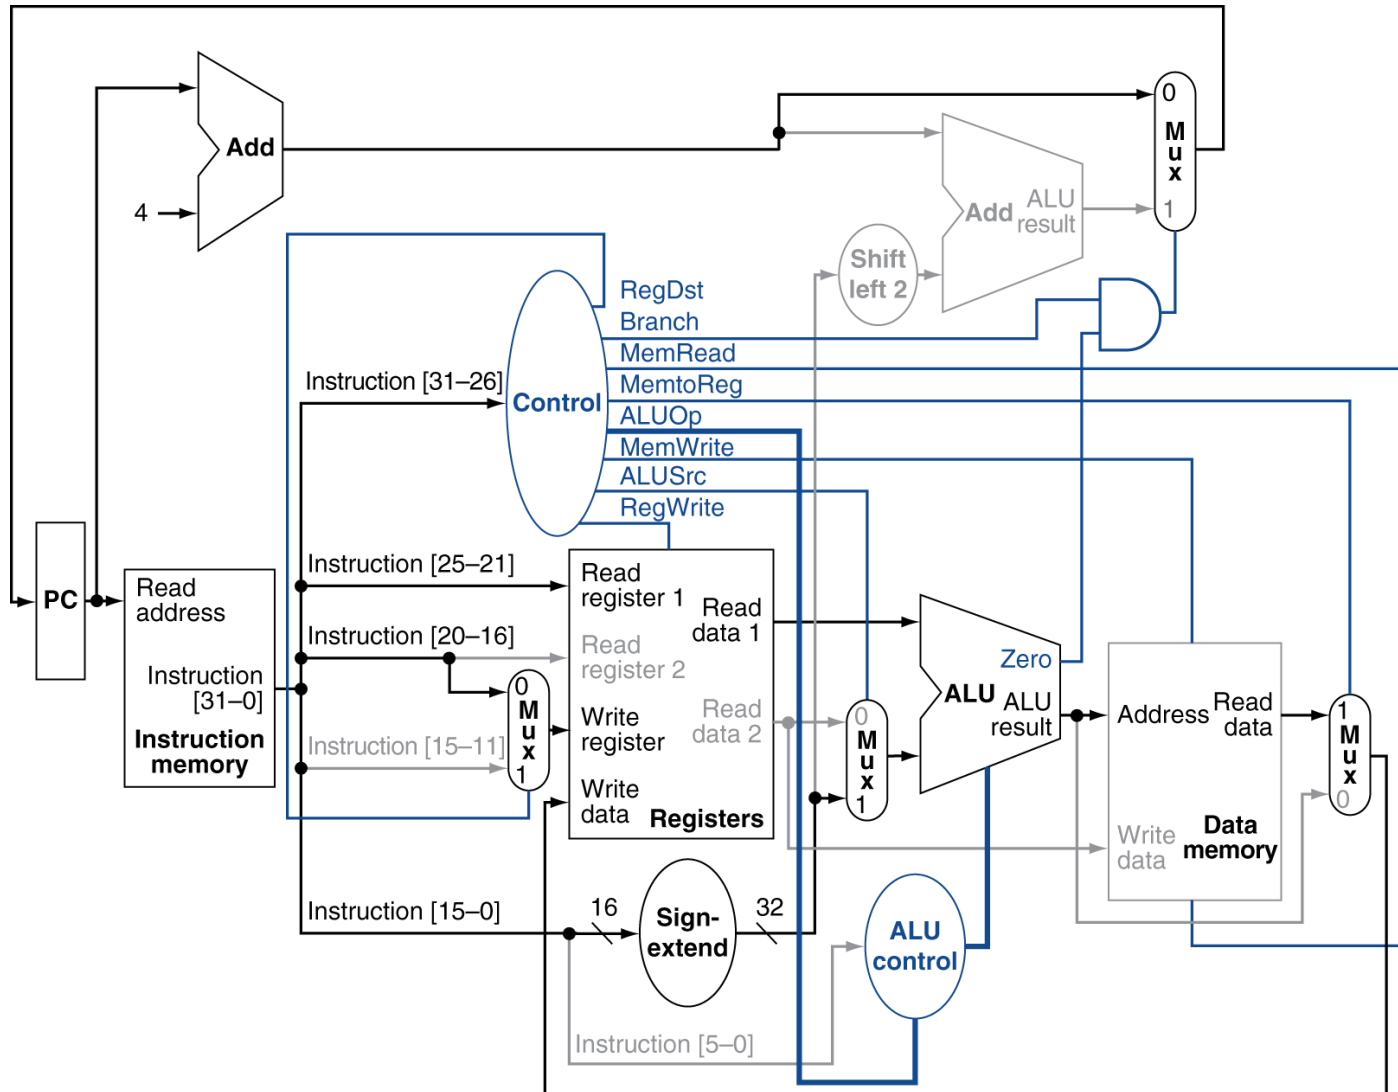 0
Mux
1
Add
4
Add
ALU
result
Shift
left 2
RegDst
Branch
MemRead
MemtoReg
ALUOp
MemWrite
ALUSrc
RegWrite
Control
Instruction [31–26]
Instruction [25–21]
Instruction [20–16]
Instruction [15–11]
Instruction [15–0]
Instruction [5–0]
PC
Read
address
Instruction
[31–0]
Instruction
memory
0
Mux
1
Read
register 1
Read
register 2
Write
register
Write
data
Read
data 1
Read
data 2
Registers
16
Sign-
extend
32
0
Mux
1
Zero
ALU
ALU
result
ALU
control
Address
Read
data
Write
data
Data
memory
1
Mux
0